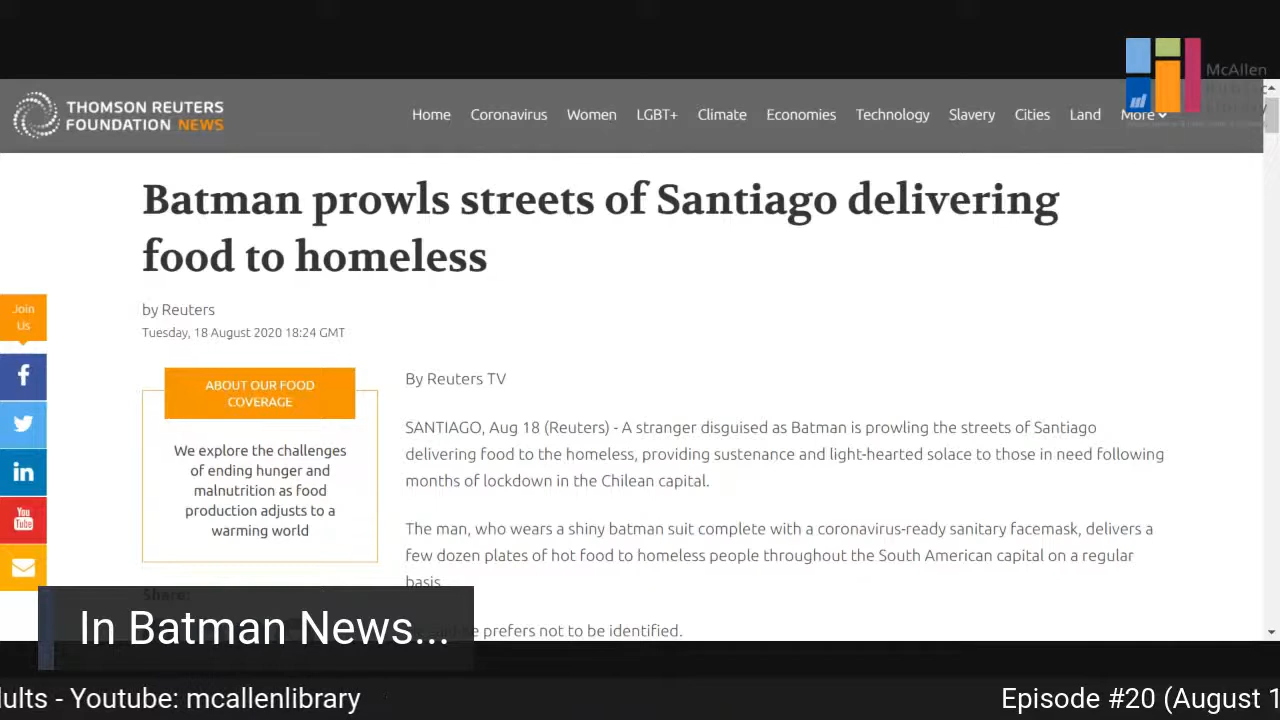 McAllen
THOMSON REUTERS
FOUNDATION NEWS
Home Coronavirus Women LGBT+ Climate Economies Technology Slavery Cities Land More
Batman prowls streets of Santiago delivering
food to homeless
by Reuters
Tuesday, 18 August 2020 18:24 GMT
Join
Us
ABOUT OUR FOOD
COVERAGE
We explore the challenges
of ending hunger and
malnutrition as food
production adjusts to a
warming world
Share:
By Reuters TV
SANTIAGO, Aug 18 (Reuters) - A stranger disguised as Batman is prowling the streets of Santiago
delivering food to the homeless, providing sustenance and light-hearted solace to those in need following
months of lockdown in the Chilean capital.
The man, who wears a shiny batman suit complete with a coronavirus-ready sanitary facemask, delivers a
few dozen plates of hot food to homeless people throughout the South American capital on a regular
basis.
prefers not to be identified.
You
Tube
In Batman News...
dults - Youtube: mcallenlibrary
Episode #20 (August 1